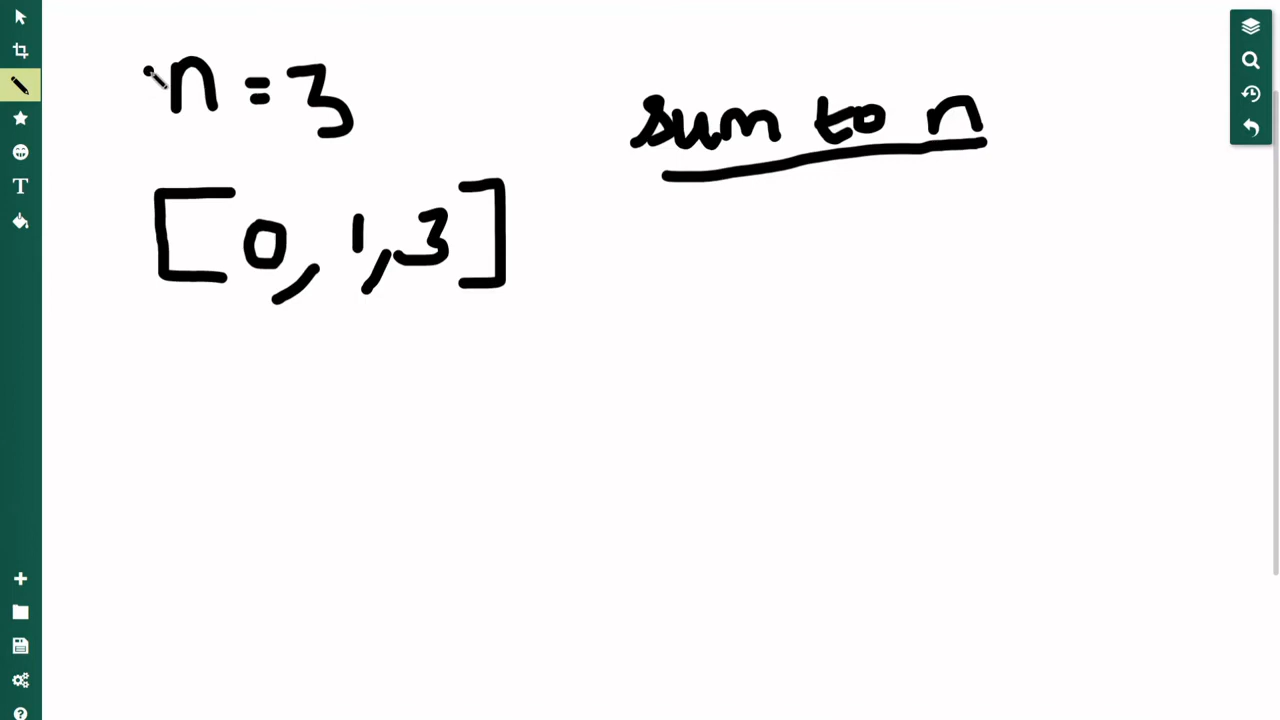 n = 3
sum to n
[0, 1, 3]